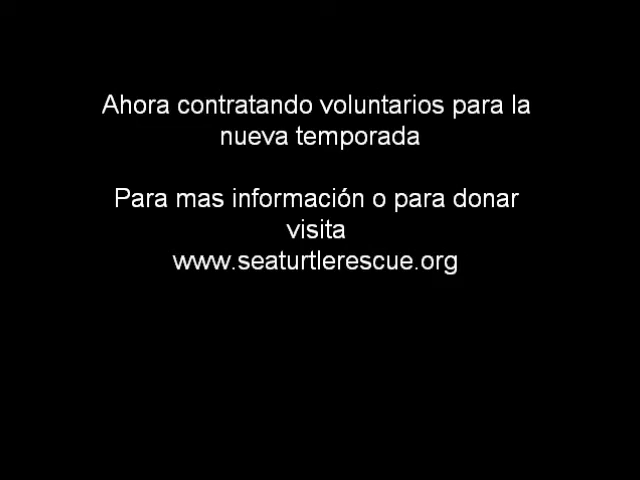 Ahora contratando voluntarios para la
nueva temporada
Para mas información o para donar
visita
www.seaturtlerescue.org